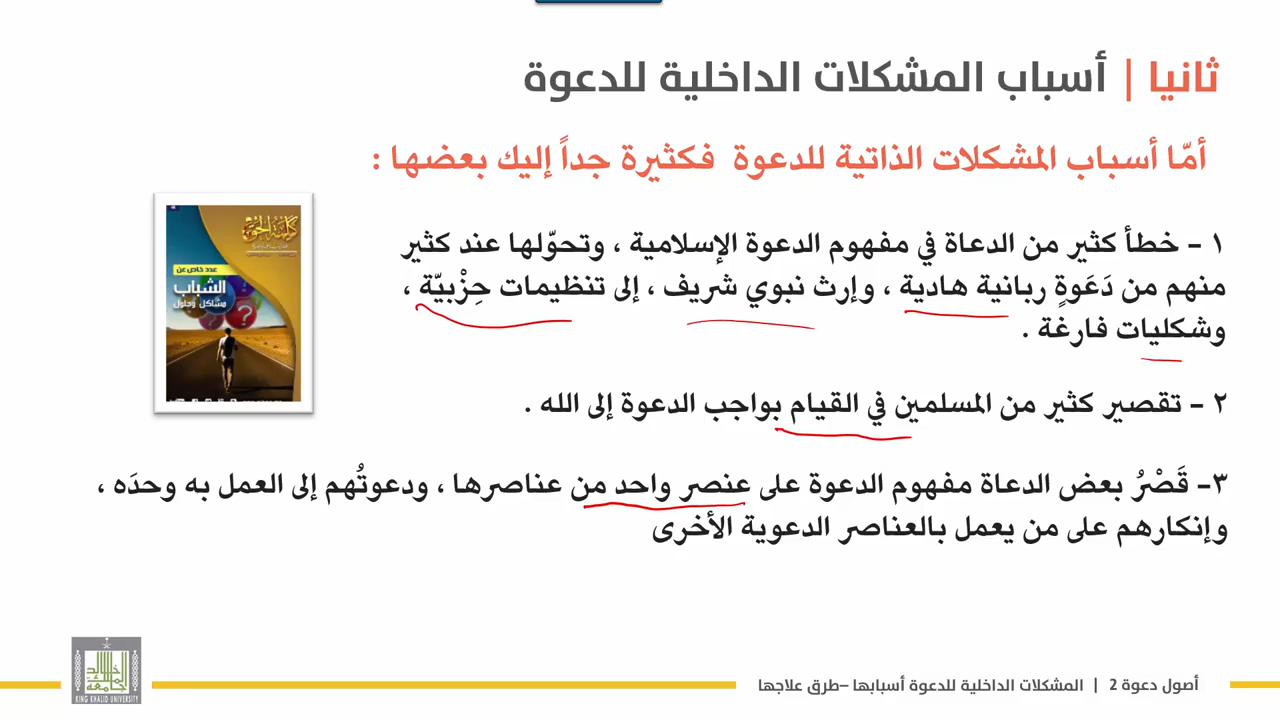 ثانيا | أسباب المشكلات الداخلية للدعوة
أمّا أسباب المشكلات الذاتية للدعوة فكثيرة جداً إليك بعضها :
١ - خطأ كثير من الدعاة في مفهوم الدعوة الإسلامية ، وتحوّلها عند كثير
منهم من دَعَوةٍ ربانية هادية ، وإرث نبوي شريف ، إلى تنظيمات حِزْبيّة ،
وشكليات فارغة .
٢ - تقصير كثير من المسلمين في القيام بواجب الدعوة إلى الله .
٣- قَصْرُ بعض الدعاة مفهوم الدعوة على عنصر واحد من عناصرها ، ودعوتُهم إلى العمل به وحدَه ،
وإنكارهم على من يعمل بالعناصر الدعوية الأخرى
عدد خاص عن
الشباب
مشاكل وحلول
KING KHALID UNIVERSITY
أصول دعوة 2 | المشكلات الداخلية للدعوة أسبابها –طرق علاجها